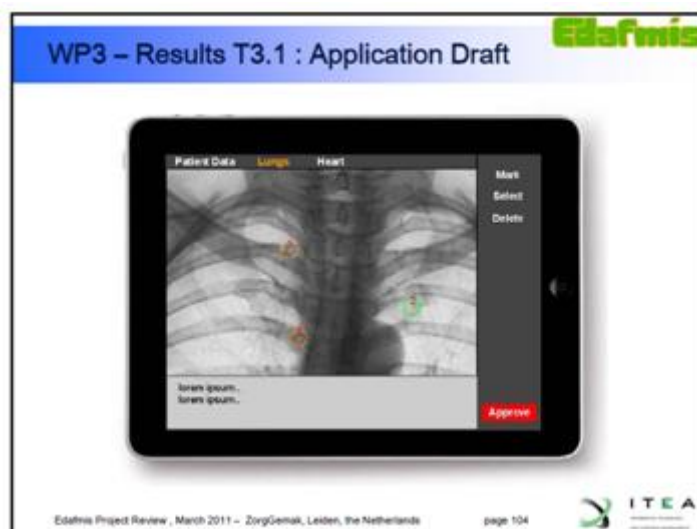 Edafmis
WP3 – Results T3.1 : Application Draft
Patient Data Lungs Heart
Mark
Select
Delete
lorem ipsum..
lorem ipsum..
Approve
Edafmis Project Review , March 2011 – ZorgGemak, Leiden, the Netherlands page 104
ITEA